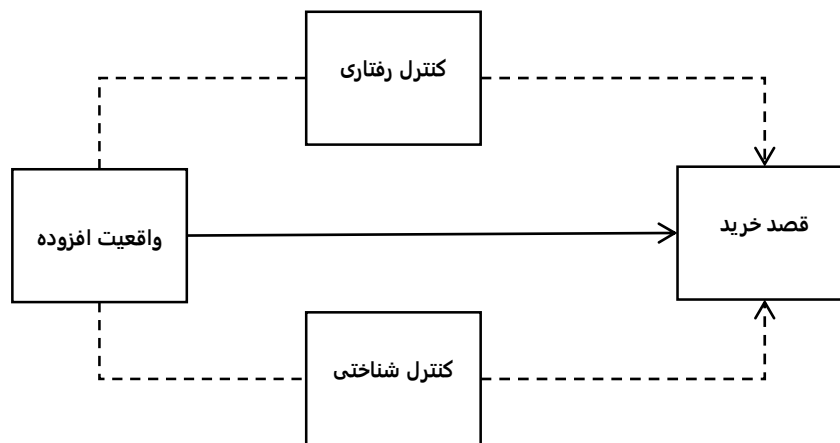 کنترل رفتاری
واقعیت افزوده
قصد خرید
کنترل شناختی